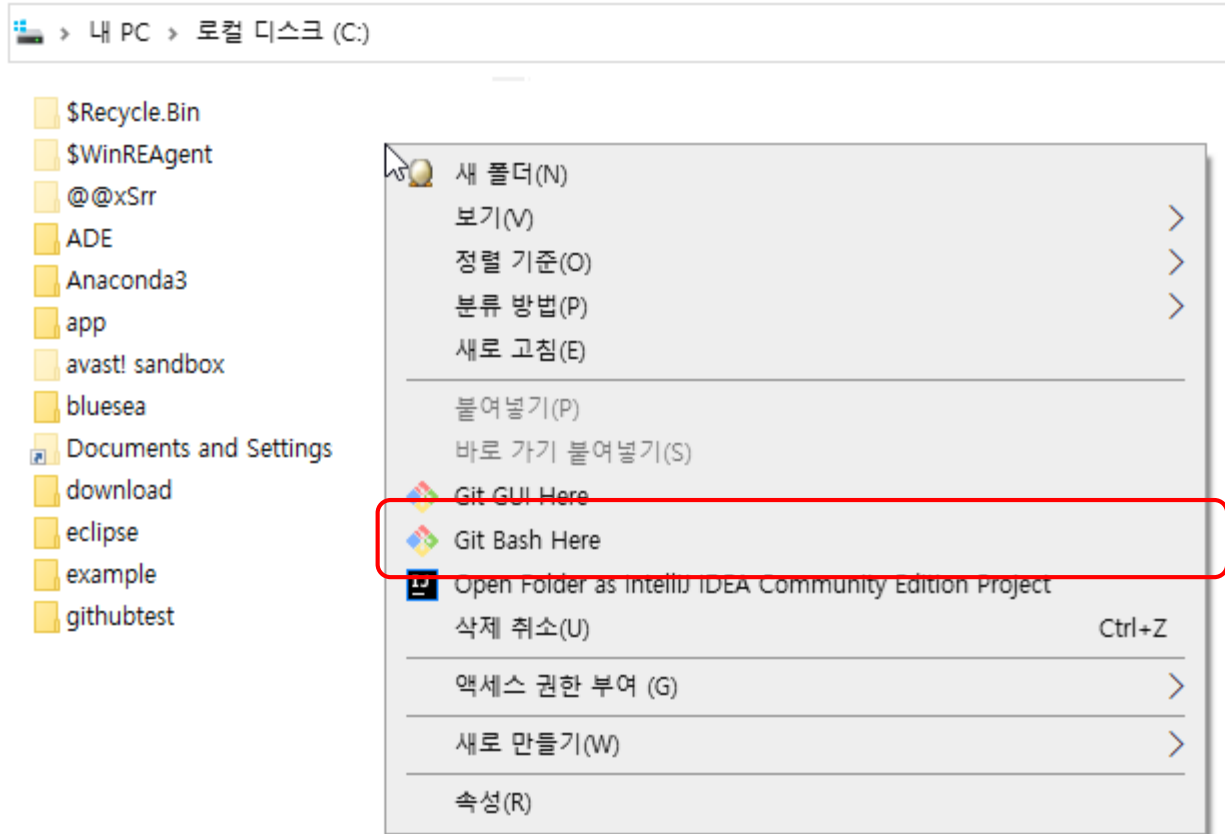 내 PC > 로컬 디스크 (C:)
$Recycle.Bin
$WinREAgent
@@xSrr
ADE
Anaconda3
app
avast! sandbox
bluesea
Documents and Settings
download
eclipse
example
githubtest
새 폴더(N)
보기(V)
정렬 기준(O)
분류 방법(P)
새로 고침(E)
붙여넣기(P)
바로 가기 붙여넣기(S)
Git GUI Here
Git Bash Here
Open Folder as IntelliJ IDEA Community Edition Project
삭제 취소(U) Ctrl+Z
액세스 권한 부여 (G)
새로 만들기(W)
속성(R)